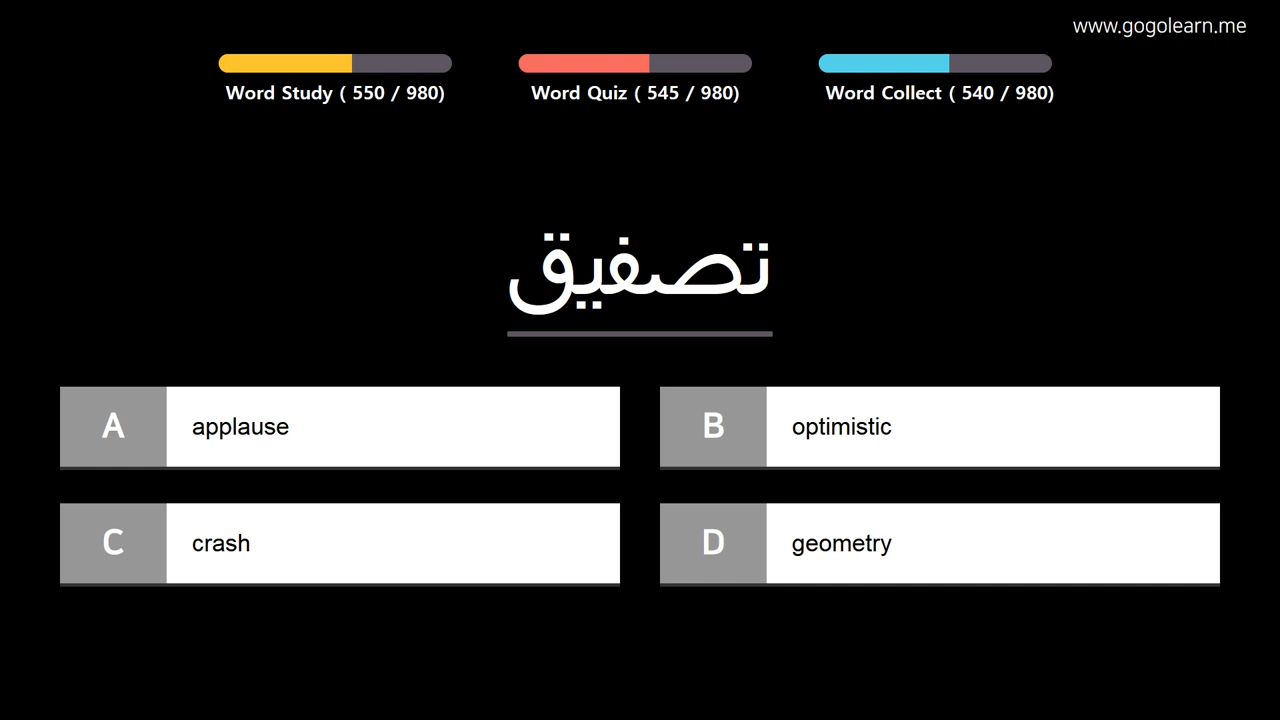 www.gogolearn.me
Word Study ( 550 / 980)
Word Quiz ( 545 / 980)
Word Collect ( 540 / 980)
تصفيق
A applause
B optimistic
C crash
D geometry